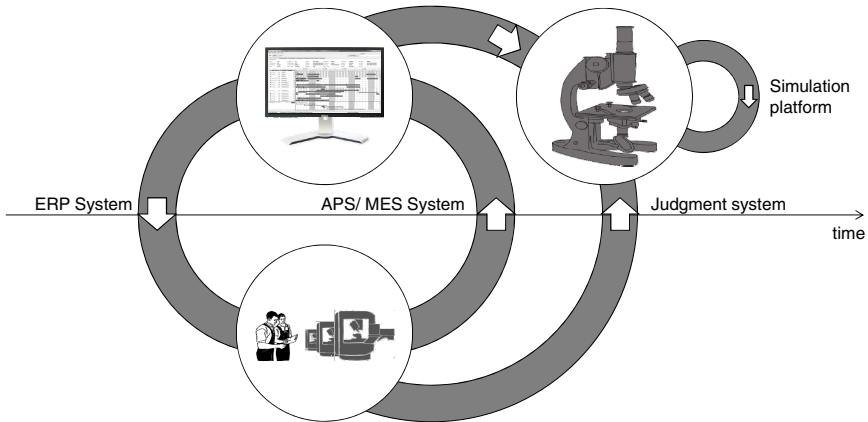 Simulation
platform
ERP System
APS/ MES System
Judgment system
time